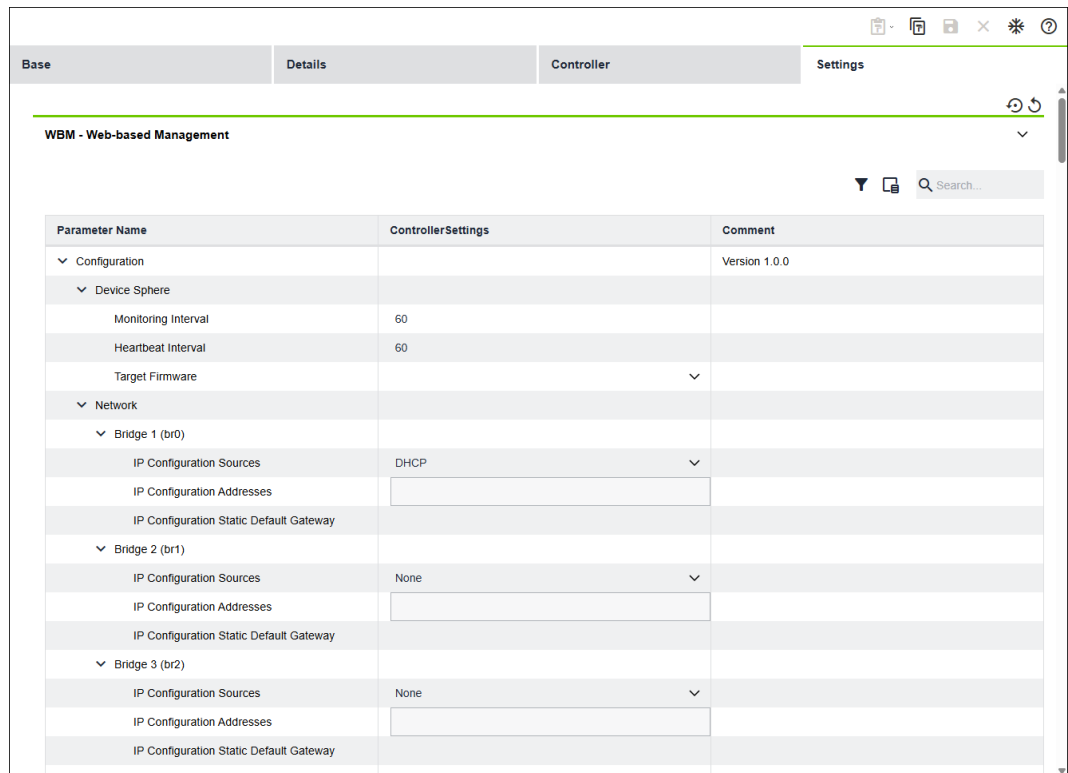 Base Details Controller Settings
WBM - Web-based Management
Search...
Parameter Name ControllerSettings Comment
Configuration Version 1.0.0
Device Sphere
Monitoring Interval 60
Heartbeat Interval 60
Target Firmware
Network
Bridge 1 (br0)
IP Configuration Sources DHCP
IP Configuration Addresses
IP Configuration Static Default Gateway
Bridge 2 (br1)
IP Configuration Sources None
IP Configuration Addresses
IP Configuration Static Default Gateway
Bridge 3 (br2)
IP Configuration Sources None
IP Configuration Addresses
IP Configuration Static Default Gateway